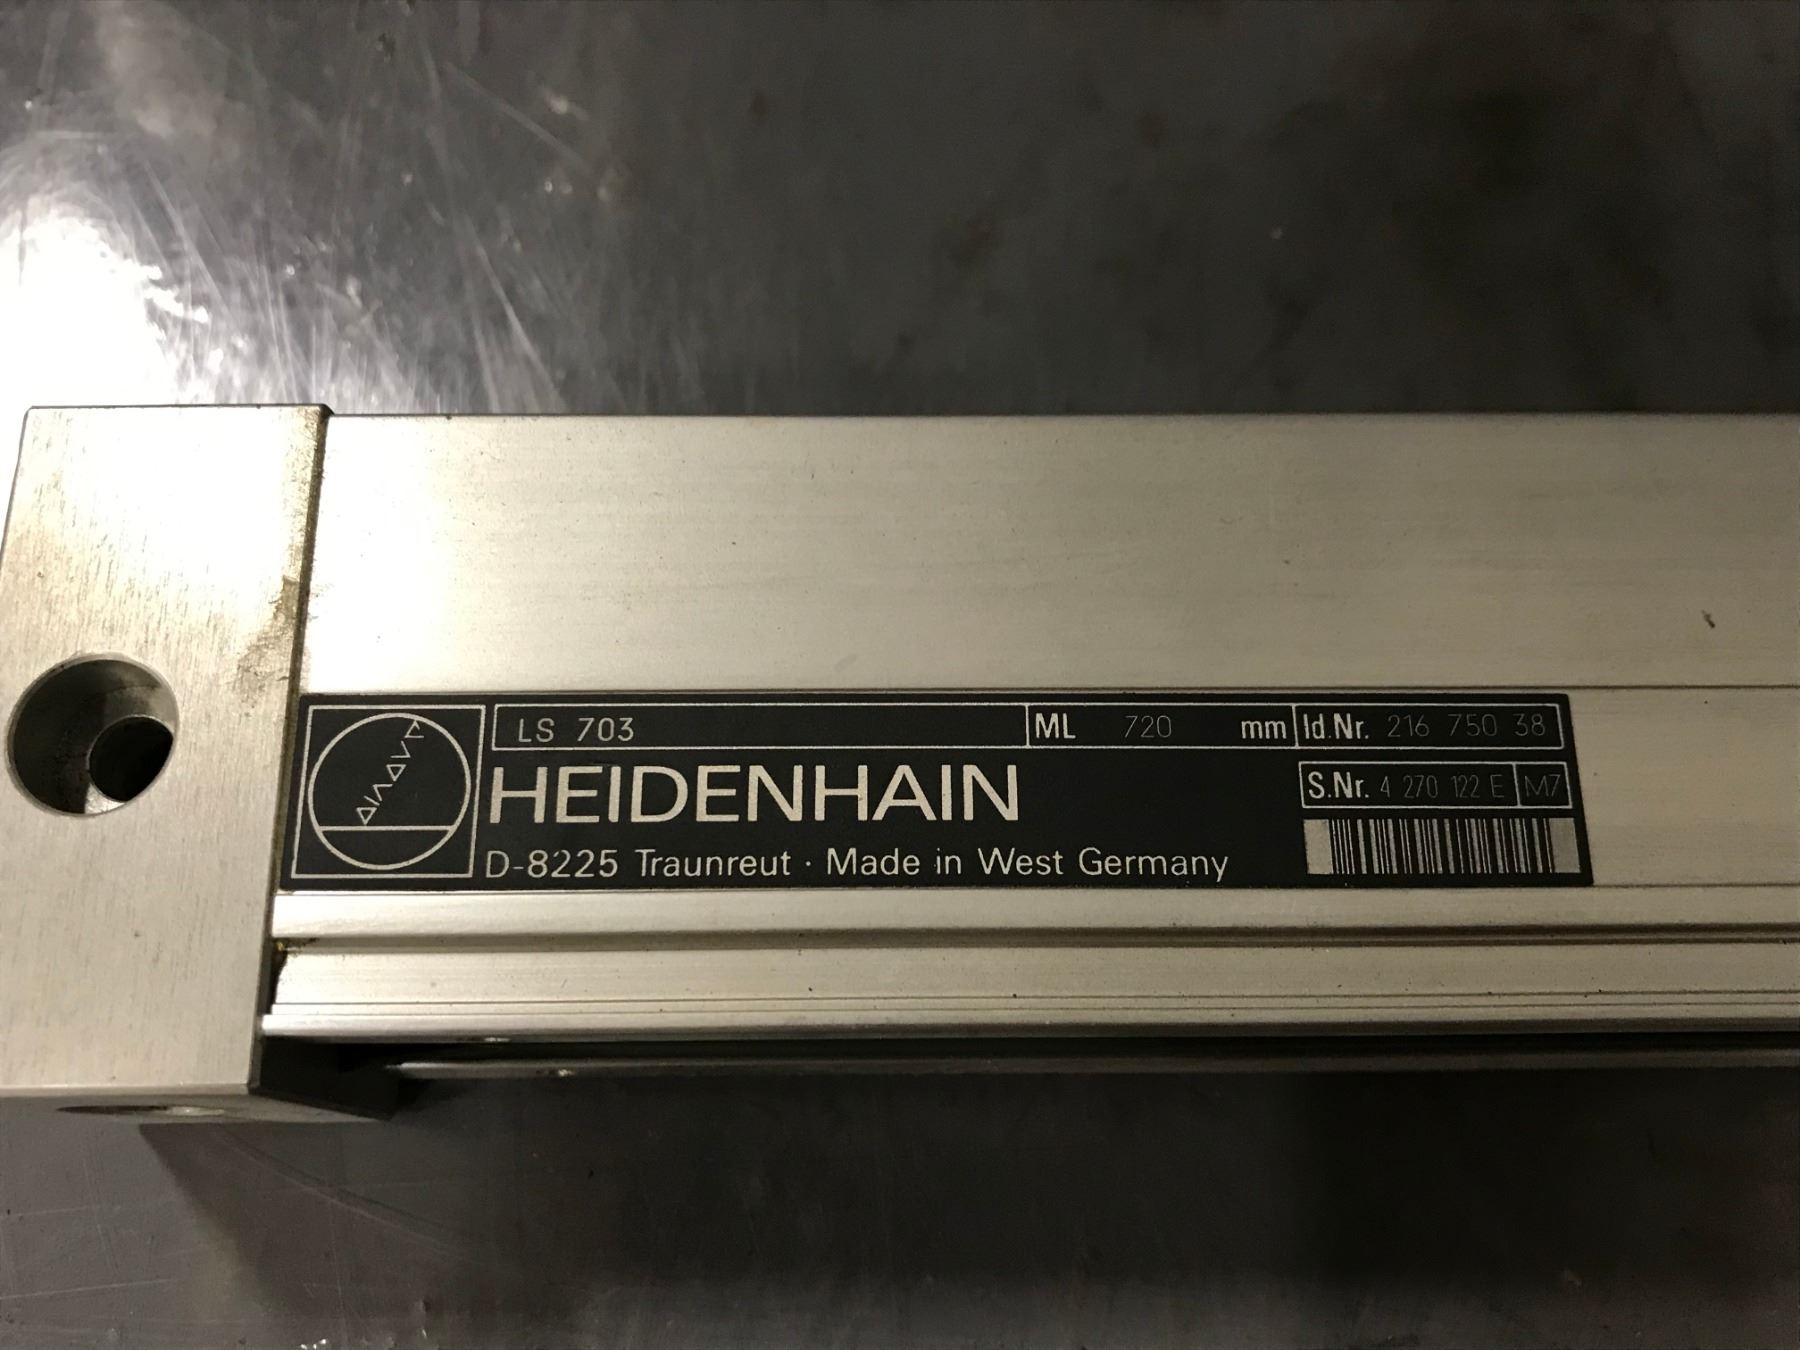 LS 703 ML 720 mm Id.Nr. 216 750 38
HEIDENHAIN
S.Nr. 4 270 122 E M7
D-8225 Traunreut · Made in West Germany